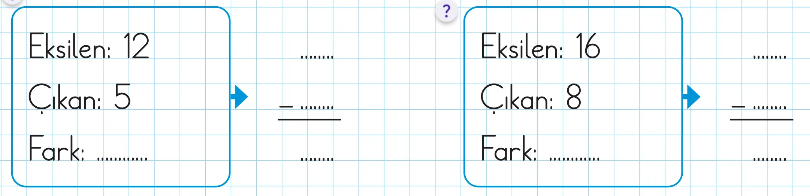 Eksilen: 12
Çıkan: 5
Fark: ............
........
– ........
........
?
Eksilen: 16
Çıkan: 8
Fark: ............
........
– ........
........